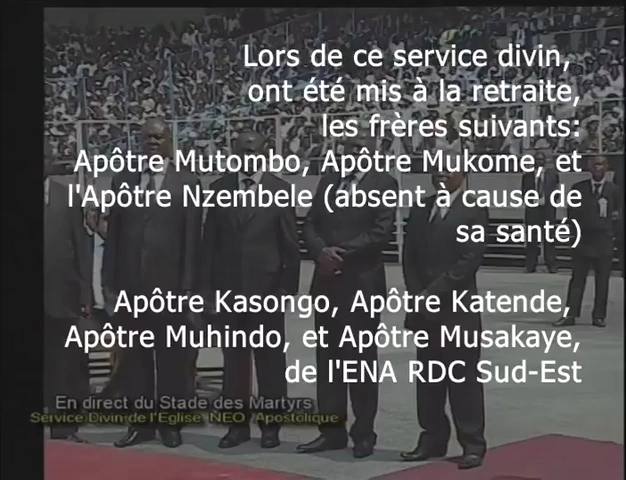 Lors de ce service divin,
ont été mis à la retraite,
les frères suivants:
Apôtre Mutombo, Apôtre Mukome, et
l'Apôtre Nzembele (absent à cause de
sa santé)
Apôtre Kasongo, Apôtre Katende,
Apôtre Muhindo, et Apôtre Musakaye,
de l'ENA RDC Sud-Est
En direct du Stade des Martyrs
Service Divin de l'Eglise NEO Apostolique